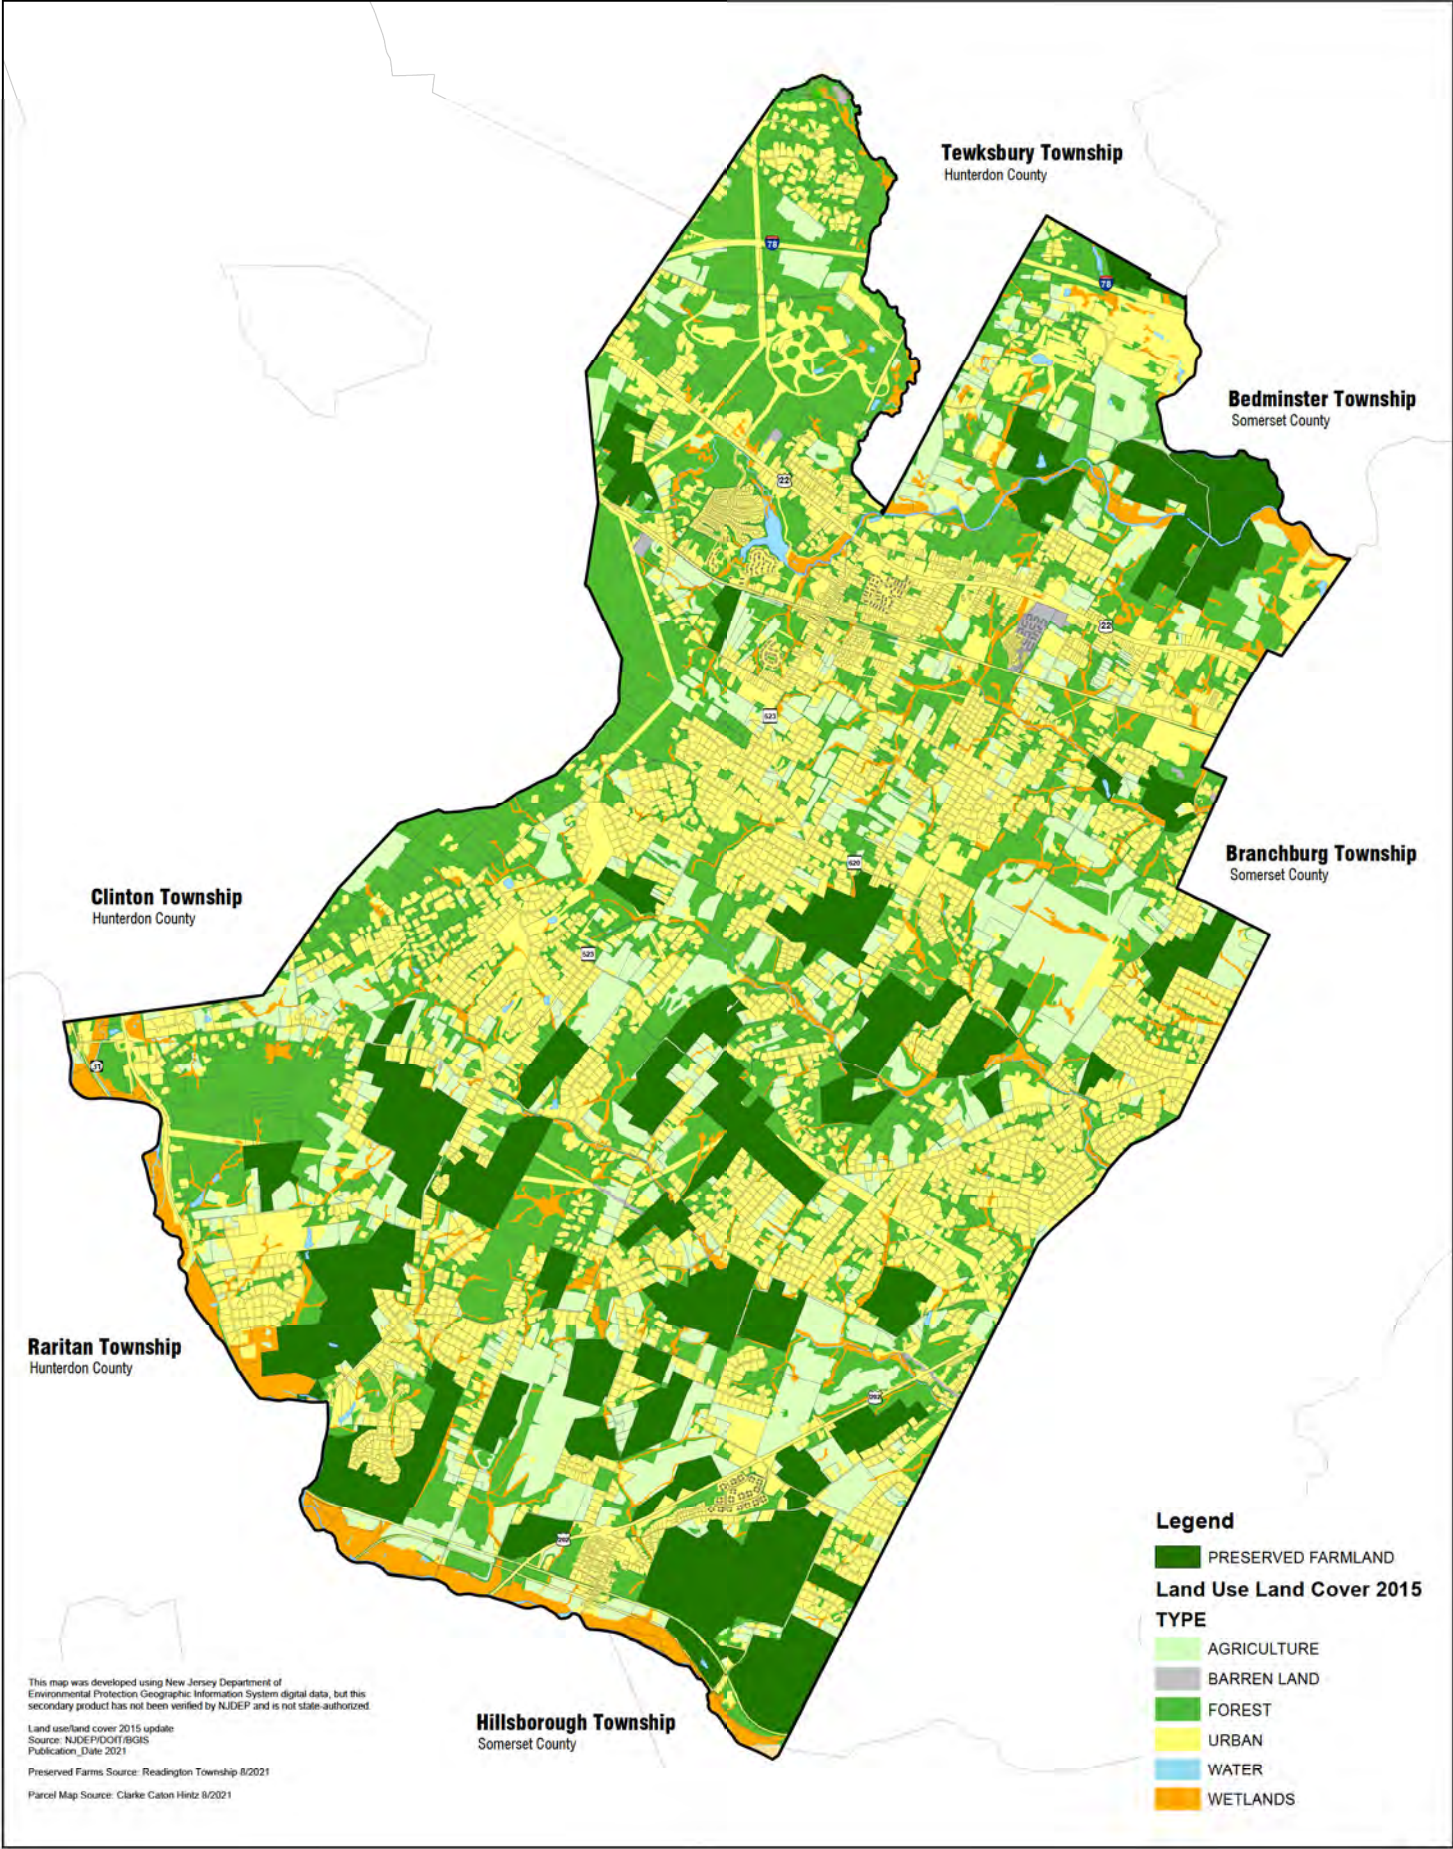 Tewksbury Township
Hunterdon County
78
78
Bedminster Township
Somerset County
22
22
523
Branchburg Township
Somerset County
620
Clinton Township
Hunterdon County
523
31
Raritan Township
Hunterdon County
202
202
Legend
PRESERVED FARMLAND
Land Use Land Cover 2015
TYPE
AGRICULTURE
BARREN LAND
FOREST
URBAN
WATER
WETLANDS
Hillsborough Township
Somerset County
This map was developed using New Jersey Department of
Environmental Protection Geographic Information System digital data, but this
secondary product has not been verified by NJDEP and is not state-authorized.
Land use/land cover 2015 update
Source: NJDEP/DOIT/BGIS
Publication_Date 2021
Preserved Farms Source: Readington Township 8/2021
Parcel Map Source: Clarke Caton Hintz 8/2021